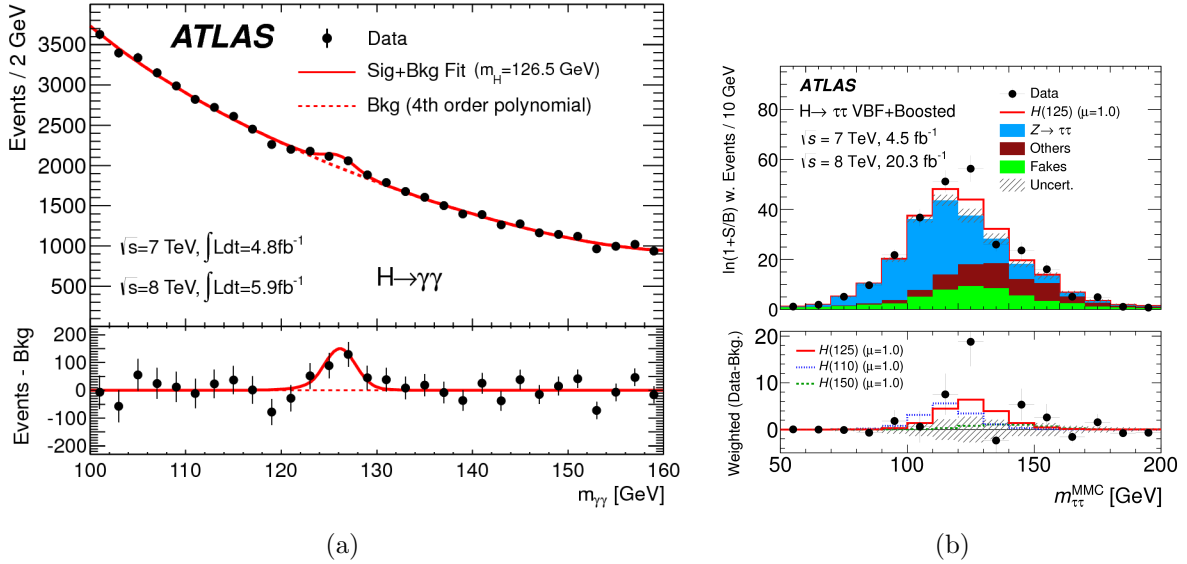 ATLAS
Data
Sig+Bkg Fit (m_H=126.5 GeV)
Bkg (4th order polynomial)
Events / 2 GeV
3500
3000
2500
2000
1500
1000
500
√s=7 TeV, ∫Ldt=4.8fb⁻¹
√s=8 TeV, ∫Ldt=5.9fb⁻¹
H→γγ
Events - Bkg
200
100
0
-100
-200
100 110 120 130 140 150 160
m_γγ [GeV]
(a)
ATLAS
H→ ττ VBF+Boosted
√s = 7 TeV, 4.5 fb⁻¹
√s = 8 TeV, 20.3 fb⁻¹
Data
H(125) (μ=1.0)
Z→ ττ
Others
Fakes
Uncert.
ln(1+S/B) w. Events / 10 GeV
80
60
40
20
0
Weighted (Data-Bkg.)
20
10
0
H(125) (μ=1.0)
H(110) (μ=1.0)
H(150) (μ=1.0)
50 100 150 200
m_ττ^MMC [GeV]
(b)